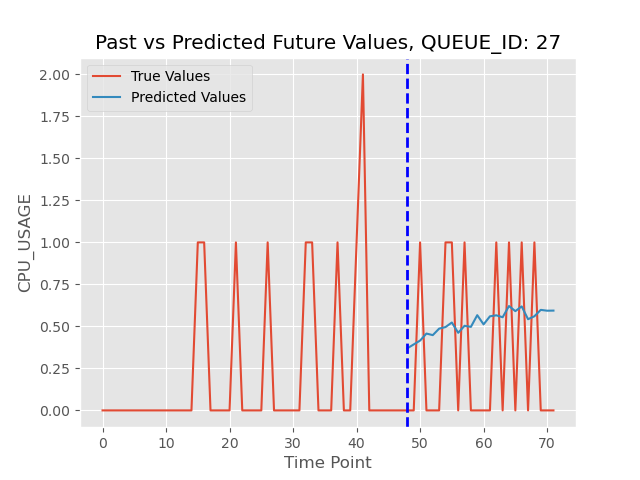 Past vs Predicted Future Values, QUEUE_ID: 27
True Values
Predicted Values
2.00
1.75
1.50
1.25
1.00
0.75
0.50
0.25
0.00
CPU_USAGE
0 10 20 30 40 50 60 70
Time Point